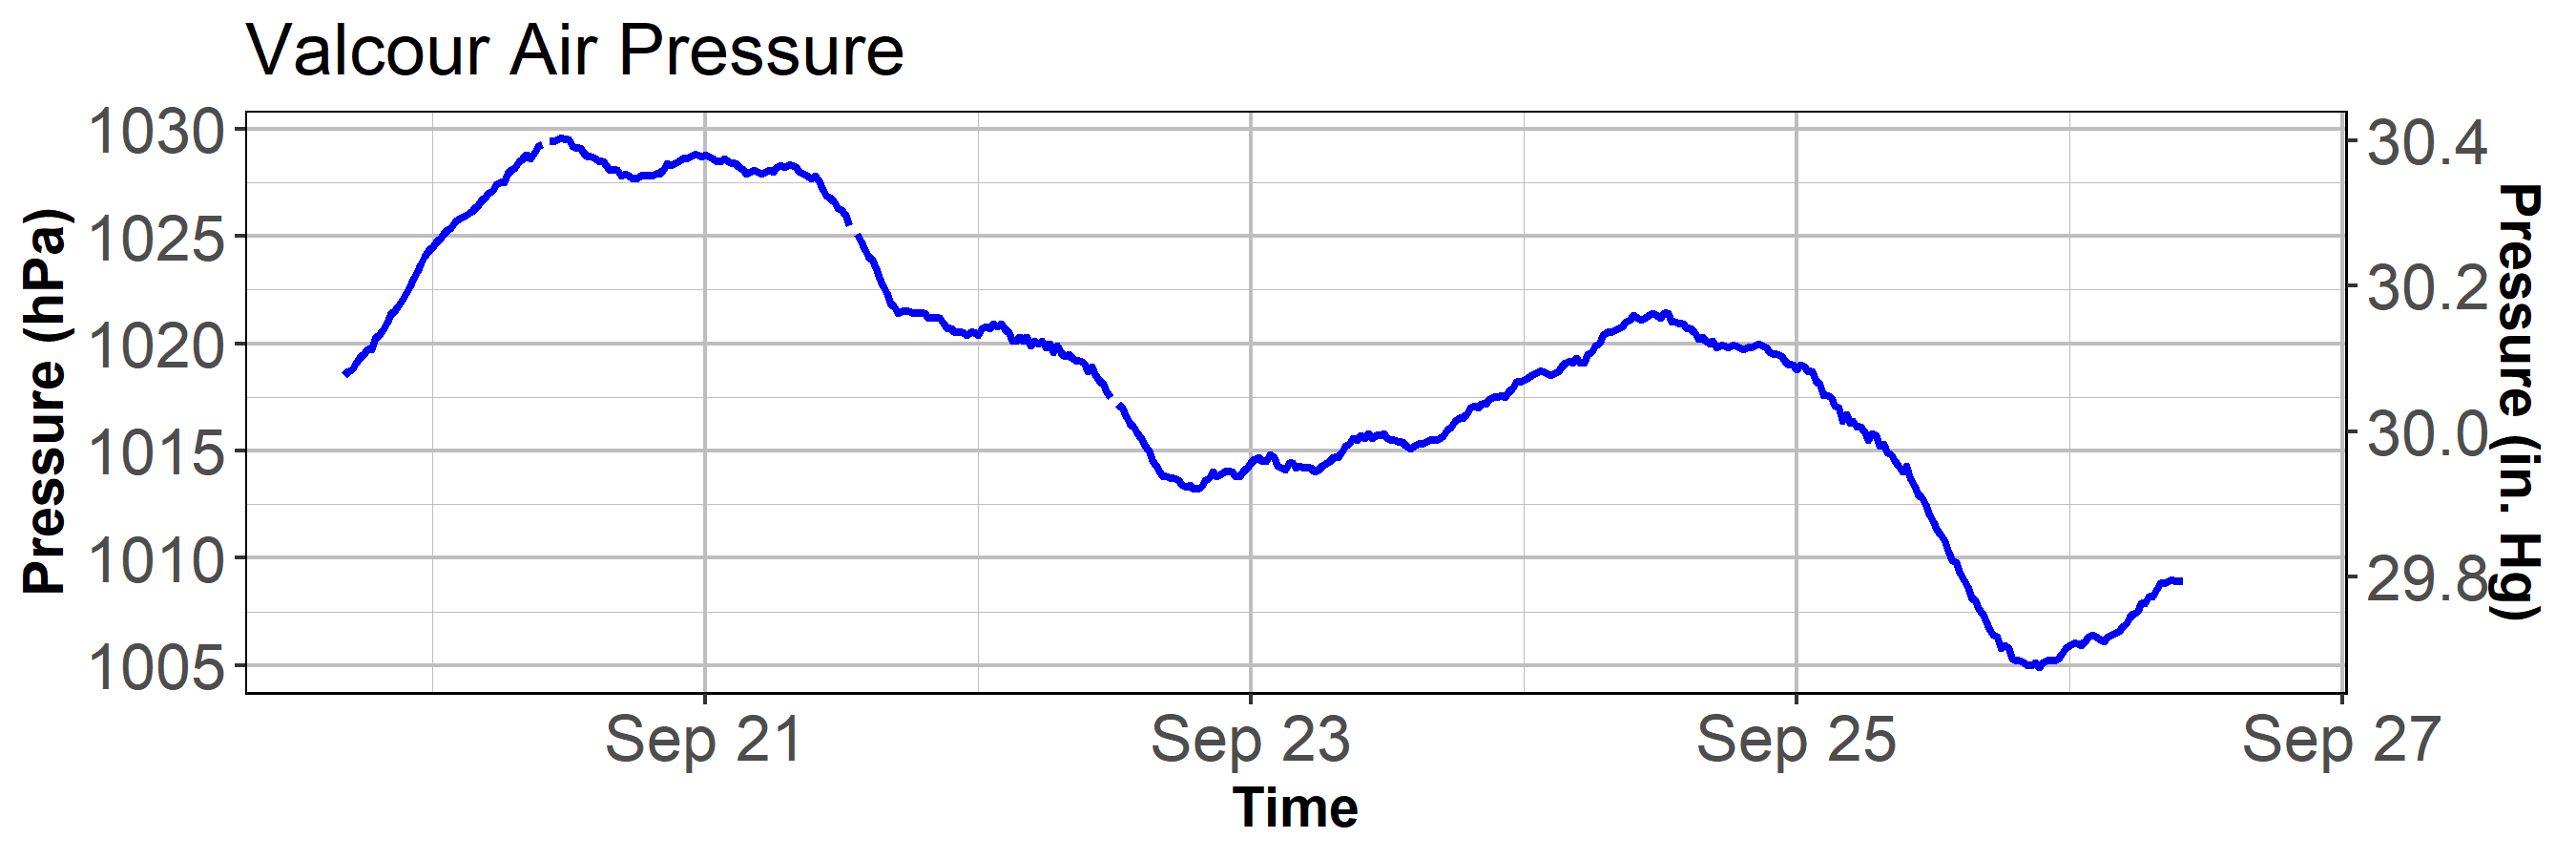 Valcour Air Pressure
Pressure (hPa)
1030
1025
1020
1015
1010
1005
30.4
30.2
30.0
29.8
Pressure (in. Hg)
Sep 21 Sep 23 Sep 25 Sep 27
Time